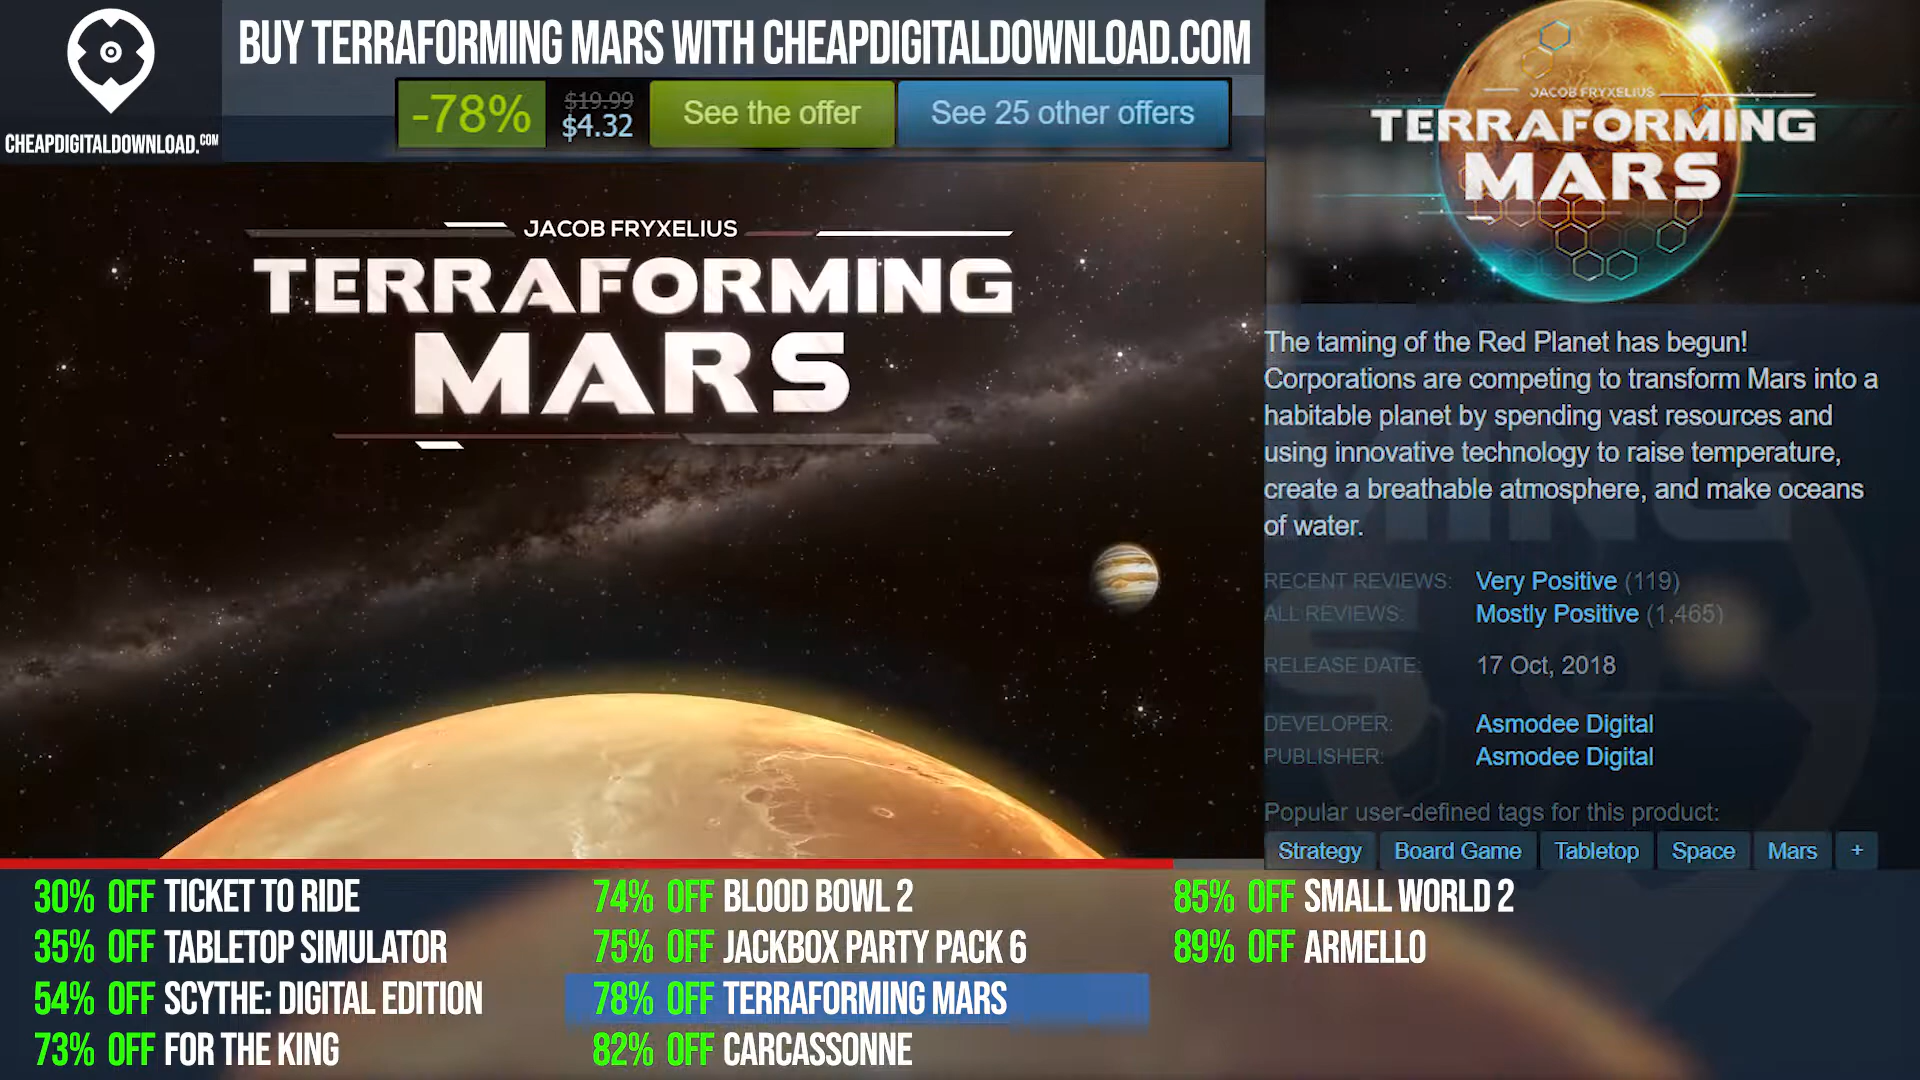 BUY TERRAFORMING MARS WITH CHEAPDIGITALDOWNLOAD.COM
CHEAPDIGITALDOWNLOAD.COM
-78%
$19.99
$4.32
See the offer
See 25 other offers
JACOB FRYXELIUS
TERRAFORMING
MARS
JACOB FRYXELIUS
TERRAFORMING
MARS
The taming of the Red Planet has begun!
Corporations are competing to transform Mars into a
habitable planet by spending vast resources and
using innovative technology to raise temperature,
create a breathable atmosphere, and make oceans
of water.
RECENT REVIEWS: Very Positive (119)
ALL REVIEWS: Mostly Positive (1,465)
RELEASE DATE: 17 Oct, 2018
DEVELOPER: Asmodee Digital
PUBLISHER: Asmodee Digital
Popular user-defined tags for this product:
Strategy Board Game Tabletop Space Mars +
30% OFF TICKET TO RIDE
35% OFF TABLETOP SIMULATOR
54% OFF SCYTHE: DIGITAL EDITION
73% OFF FOR THE KING
74% OFF BLOOD BOWL 2
75% OFF JACKBOX PARTY PACK 6
78% OFF TERRAFORMING MARS
82% OFF CARCASSONNE
85% OFF SMALL WORLD 2
89% OFF ARMELLO